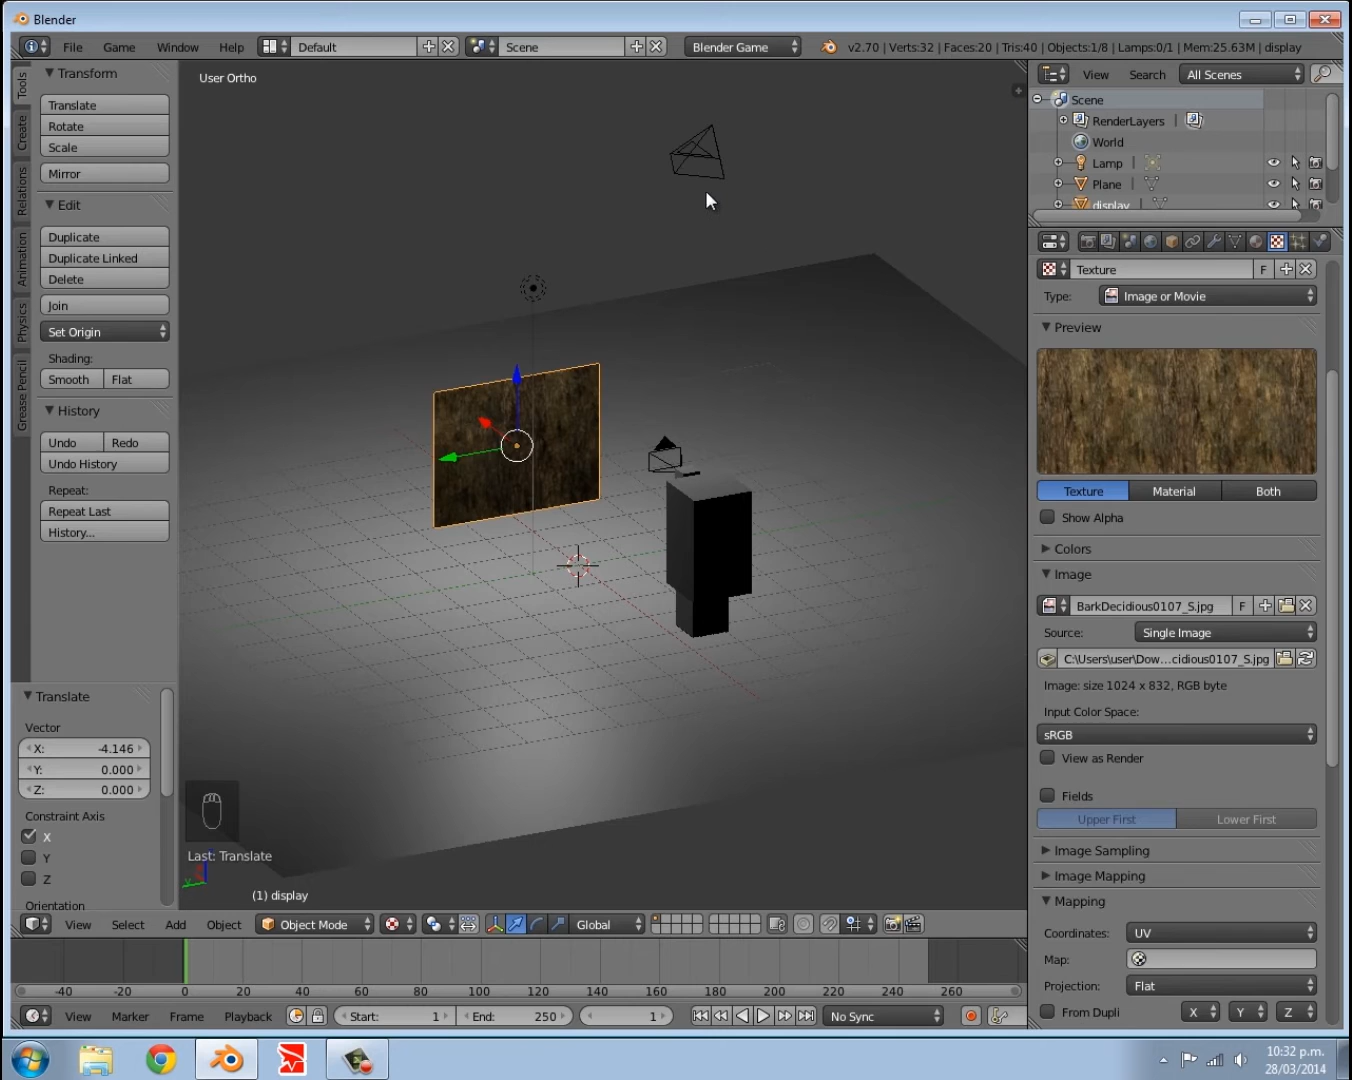 Blender
File Game Window Help Default Scene Blender Game v2.70 | Verts:32 | Faces:20 | Tris:40 | Objects:1/8 | Lamps:0/1 | Mem:25.63M | display
Tools
Create
Relations
Animation
Physics
Grease Pencil
Transform
Translate
Rotate
Scale
Mirror
Edit
Duplicate
Duplicate Linked
Delete
Join
Set Origin
Shading:
Smooth Flat
History
Undo Redo
Undo History
Repeat:
Repeat Last
History...
Translate
Vector
X: -4.146
Y: 0.000
Z: 0.000
Constraint Axis
X
Y
Z
Orientation
User Ortho
Last: Translate
(1) display
View Select Add Object Object Mode Global
-40 -20 0 20 40 60 80 100 120 140 160 180 200 220 240 260
View Marker Frame Playback Start: 1 End: 250 1 No Sync
View Search All Scenes
Scene
RenderLayers
World
Lamp
Plane
display
Texture F
Type: Image or Movie
Preview
Texture Material Both
Show Alpha
Colors
Image
BarkDecidious0107_S.jpg F
Source: Single Image
C:\Users\user\Dow...cidious0107_S.jpg
Image: size 1024 x 832, RGB byte
Input Color Space:
sRGB
View as Render
Fields
Upper First Lower First
Image Sampling
Image Mapping
Mapping
Coordinates: UV
Map:
Projection: Flat
From Dupli X Y Z
10:32 p.m.
28/03/2014